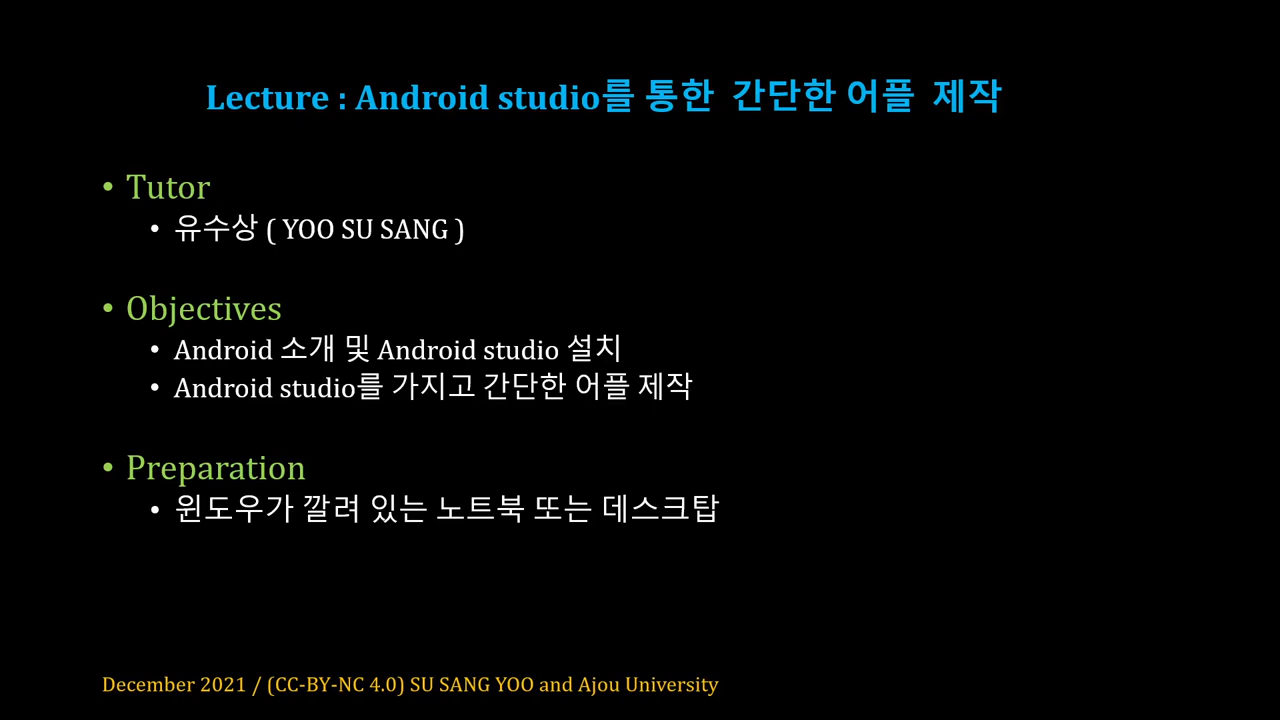 Lecture : Android studio를 통한 간단한 어플 제작
• Tutor
• 유수상 ( YOO SU SANG )
• Objectives
• Android 소개 및 Android studio 설치
• Android studio를 가지고 간단한 어플 제작
• Preparation
• 윈도우가 깔려 있는 노트북 또는 데스크탑
December 2021 / (CC-BY-NC 4.0) SU SANG YOO and Ajou University